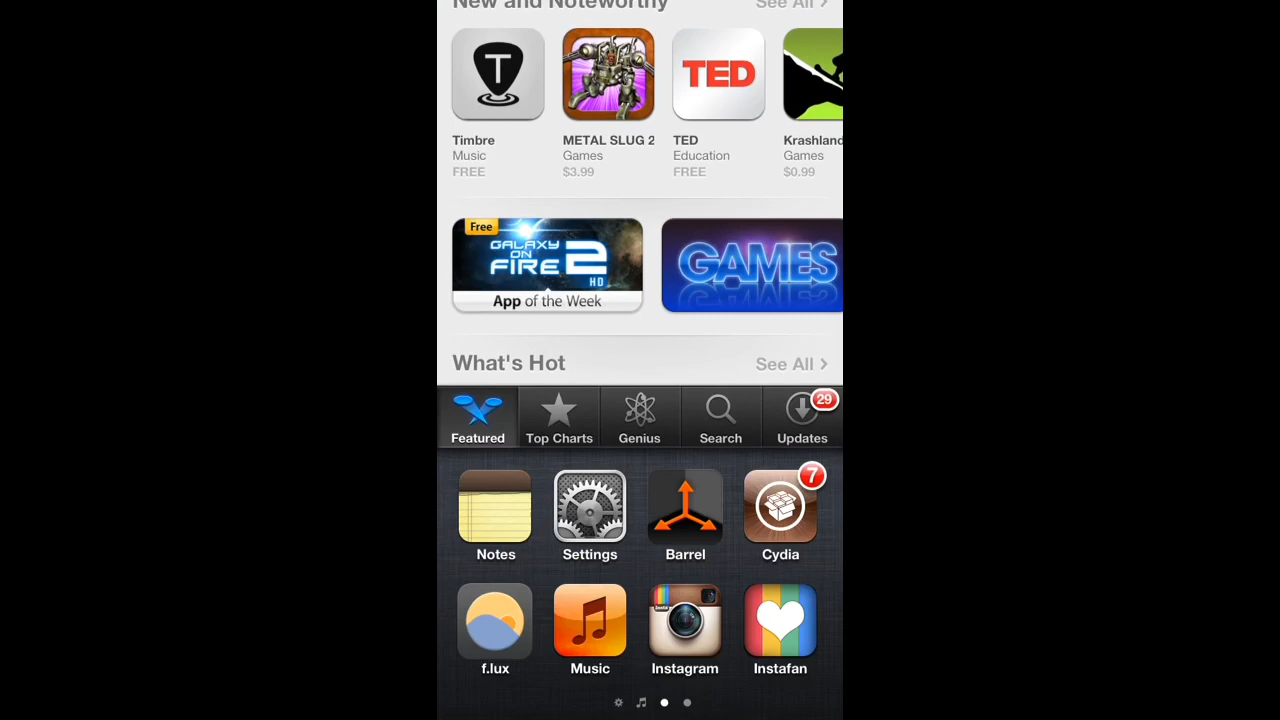 New and Noteworthy
See All
T
TED
Timbre
Music
FREE
METAL SLUG 2
Games
$3.99
TED
Education
FREE
Krashland
Games
$0.99
Free
GALAXY
ON
FIRE 2
HD
App of the Week
GAMES
What's Hot
See All
29
Featured
Top Charts
Genius
Search
Updates
7
Notes
Settings
Barrel
Cydia
Insta
f.lux
Music
Instagram
Instafan